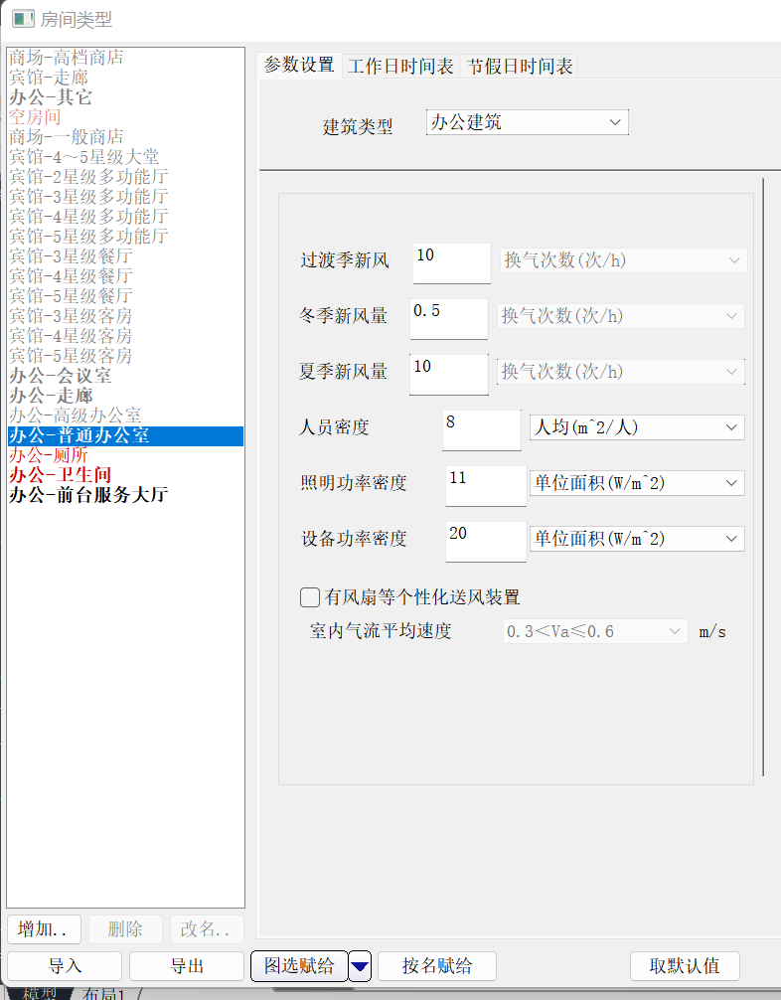 房间类型
商场-高档商店
宾馆-走廊
办公-其它
空房间
商场-一般商店
宾馆-4～5星级大堂
宾馆-2星级多功能厅
宾馆-3星级多功能厅
宾馆-4星级多功能厅
宾馆-5星级多功能厅
宾馆-3星级餐厅
宾馆-4星级餐厅
宾馆-5星级餐厅
宾馆-3星级客房
宾馆-4星级客房
宾馆-5星级客房
办公-会议室
办公-走廊
办公-高级办公室
办公-普通办公室
办公-厕所
办公-卫生间
办公-前台服务大厅
增加.. 删除 改名..
导入 导出
参数设置 工作日时间表 节假日时间表
建筑类型 办公建筑
过渡季新风 10 换气次数(次/h)
冬季新风量 0.5 换气次数(次/h)
夏季新风量 10 换气次数(次/h)
人员密度 8 人均(m^2/人)
照明功率密度 11 单位面积(W/m^2)
设备功率密度 20 单位面积(W/m^2)
有风扇等个性化送风装置
室内气流平均速度 0.3＜Va≤0.6 m/s
图选赋给 按名赋给 取默认值
模型 布局1